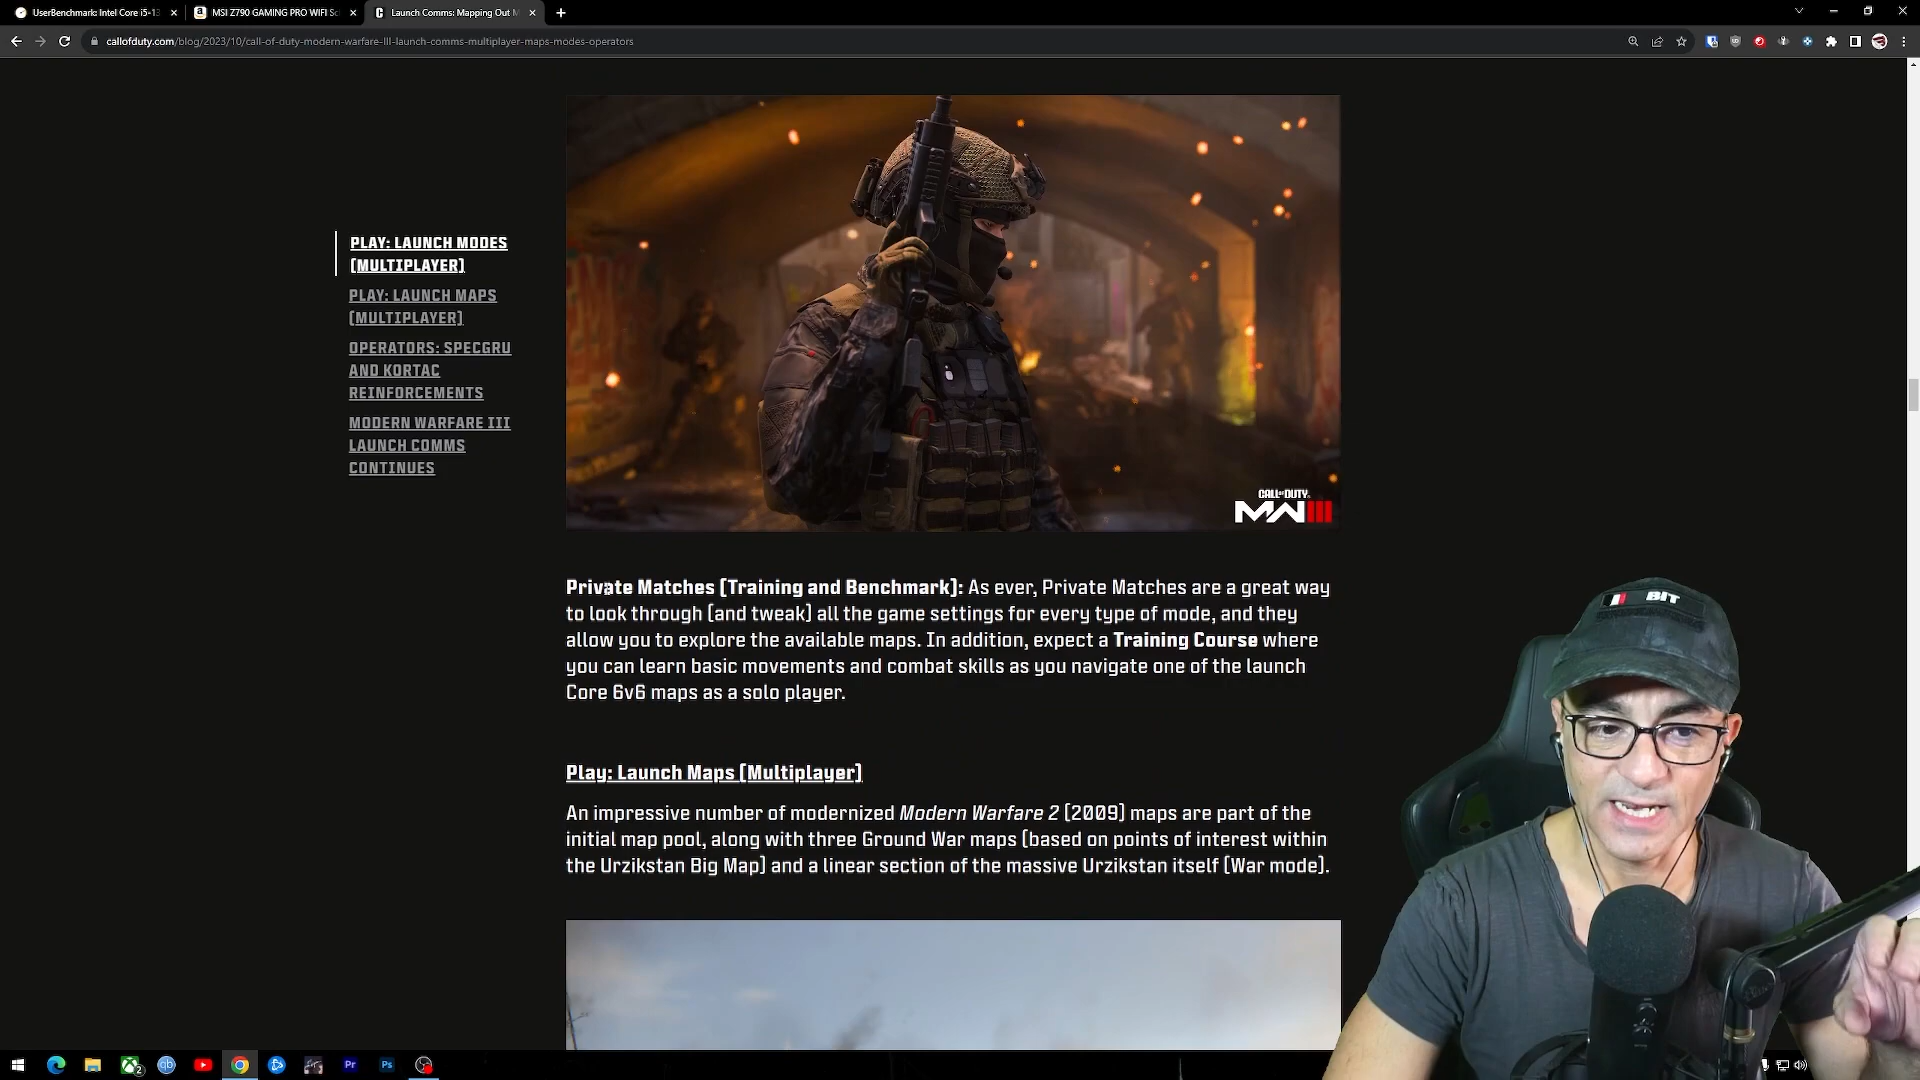 UserBenchmark: Intel Core i5-13
MSI Z790 GAMING PRO WIFI Soc
Launch Comms: Mapping Out M
callofduty.com/blog/2023/10/call-of-duty-modern-warfare-III-launch-comms-multiplayer-maps-modes-operators
PLAY: LAUNCH MODES
[MULTIPLAYER]
PLAY: LAUNCH MAPS
[MULTIPLAYER]
OPERATORS: SPECGRU
AND KORTAC
REINFORCEMENTS
MODERN WARFARE III
LAUNCH COMMS
CONTINUES
CALL OF DUTY
MWIII
Private Matches [Training and Benchmark]: As ever, Private Matches are a great way
to look through [and tweak] all the game settings for every type of mode, and they
allow you to explore the available maps. In addition, expect a Training Course where
you can learn basic movements and combat skills as you navigate one of the launch
Core 6v6 maps as a solo player.
Play: Launch Maps [Multiplayer]
An impressive number of modernized Modern Warfare 2 [2009] maps are part of the
initial map pool, along with three Ground War maps [based on points of interest within
the Urzikstan Big Map] and a linear section of the massive Urzikstan itself [War mode].
BIT
2
qb
Pr
Ps